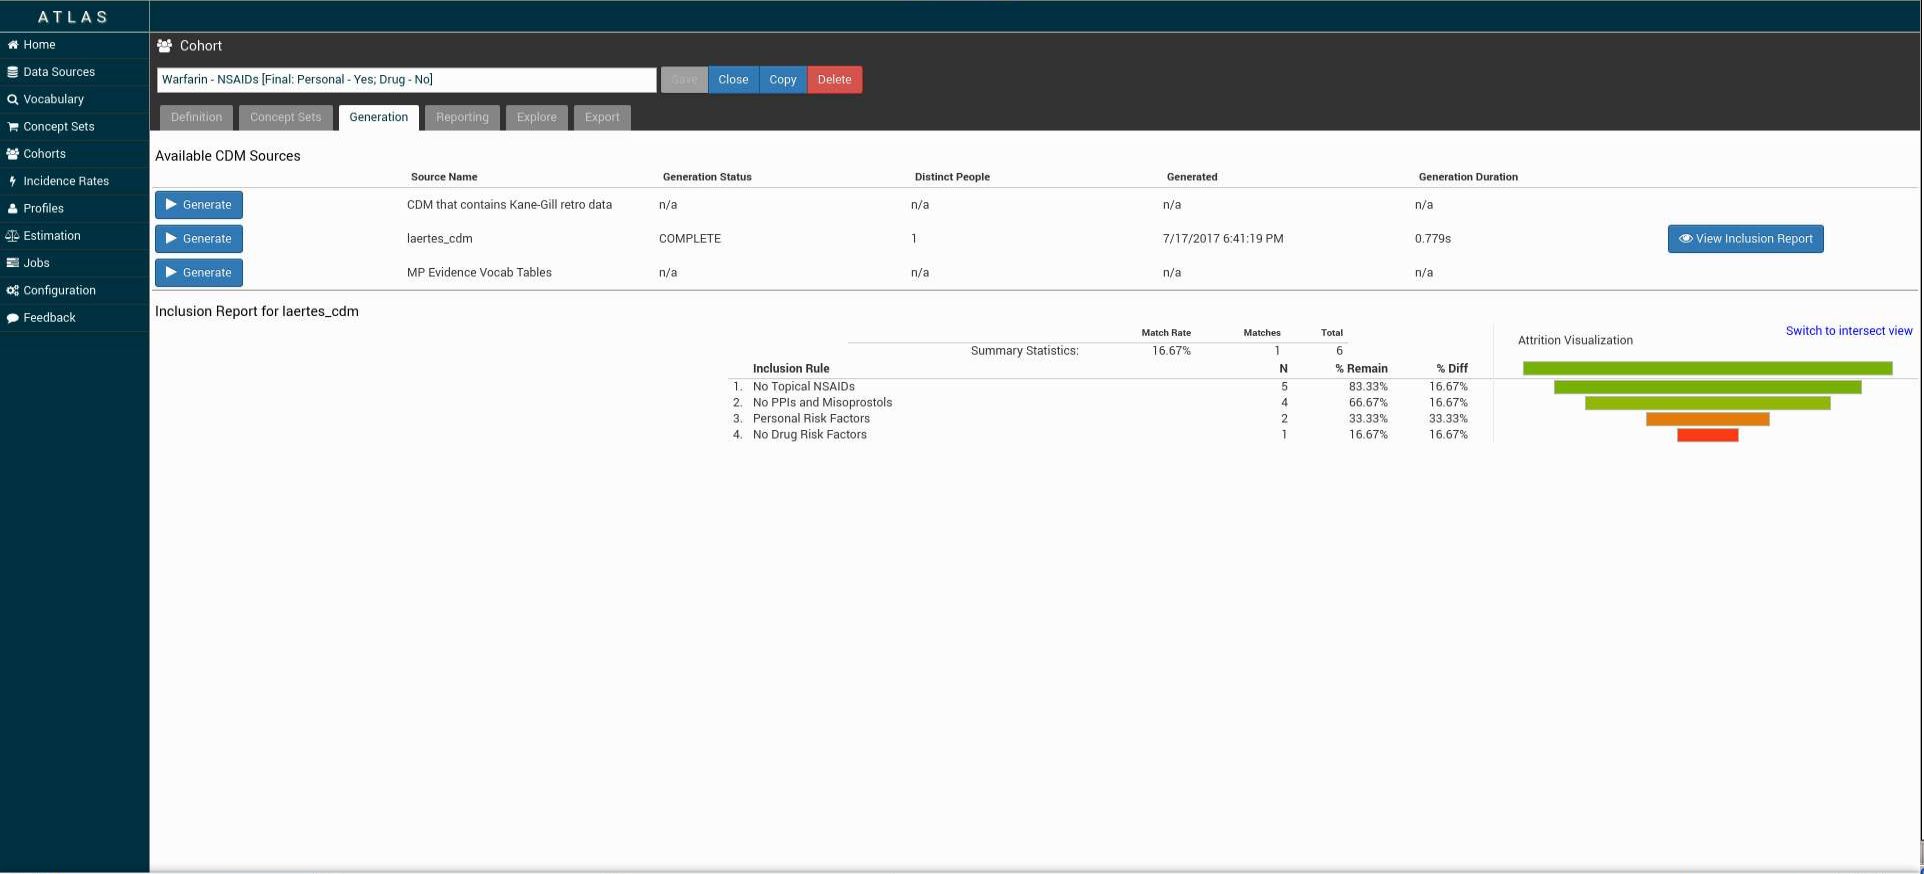 ATLAS
Home
Data Sources
Vocabulary
Concept Sets
Cohorts
Incidence Rates
Profiles
Estimation
Jobs
Configuration
Feedback
Cohort
Warfarin - NSAIDs [Final: Personal - Yes; Drug - No] Save Close Copy Delete
Definition Concept Sets Generation Reporting Explore Export
Available CDM Sources
Source Name Generation Status Distinct People Generated Generation Duration
Generate CDM that contains Kane-Gill retro data n/a n/a n/a n/a
Generate laertes_cdm COMPLETE 1 7/17/2017 6:41:19 PM 0.779s View Inclusion Report
Generate MP Evidence Vocab Tables n/a n/a n/a n/a
Inclusion Report for laertes_cdm
Switch to intersect view
Match Rate Matches Total
Attrition Visualization
Summary Statistics: 16.67% 1 6
Inclusion Rule N % Remain % Diff
1. No Topical NSAIDs 5 83.33% 16.67%
2. No PPIs and Misoprostols 4 66.67% 16.67%
3. Personal Risk Factors 2 33.33% 33.33%
4. No Drug Risk Factors 1 16.67% 16.67%